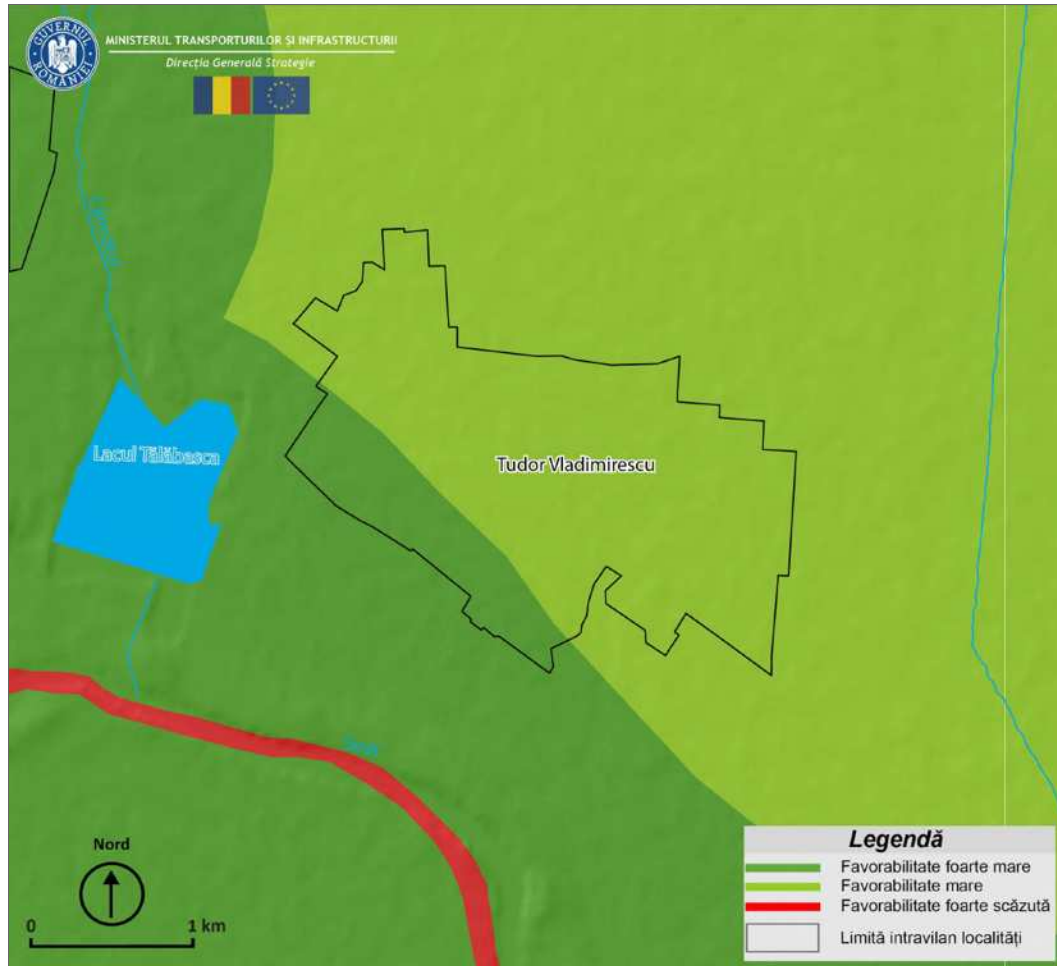 GUVERNUL ROMÂNIEI
MINISTERUL TRANSPORTURILOR ȘI INFRASTRUCTURII
Direcția Generală Strategie
Lacul Tălăbesca
Tudor Vladimirescu
Nord
0 1 km
Legendă
Favorabilitate foarte mare
Favorabilitate mare
Favorabilitate foarte scăzută
Limită intravilan localități